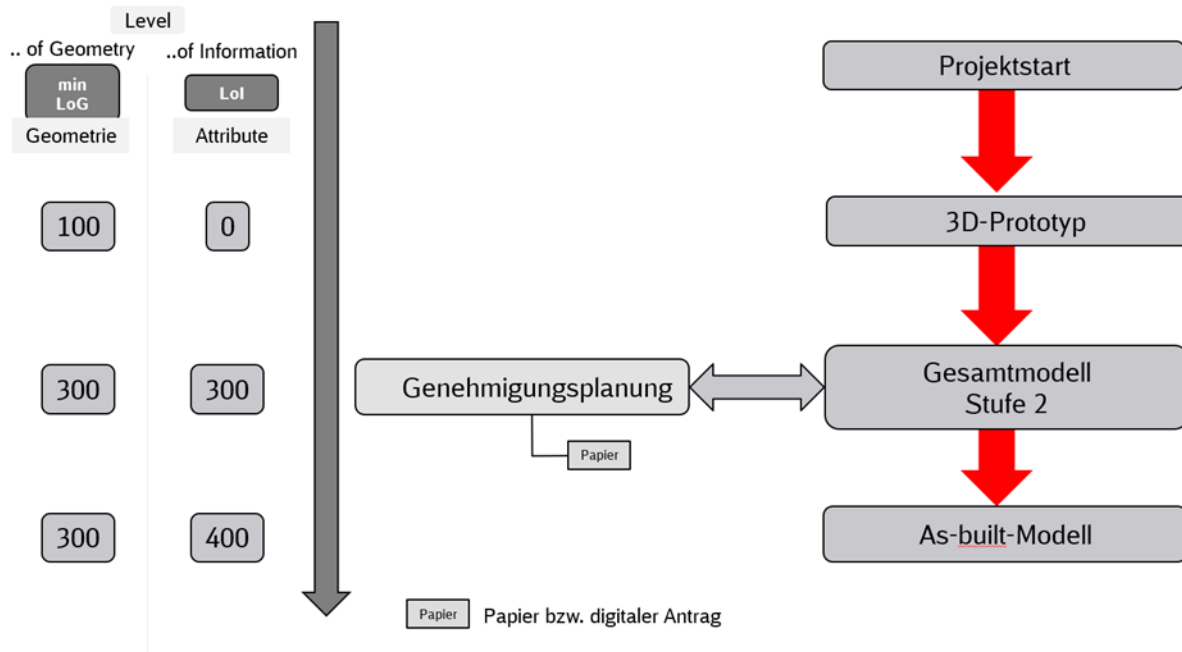 Level
.. of Geometry
..of Information
min
LoG
LoI
Geometrie
Attribute
Projektstart
100
0
3D-Prototyp
300
300
Genehmigungsplanung
Gesamtmodell
Stufe 2
Papier
300
400
As-built-Modell
Papier
Papier bzw. digitaler Antrag